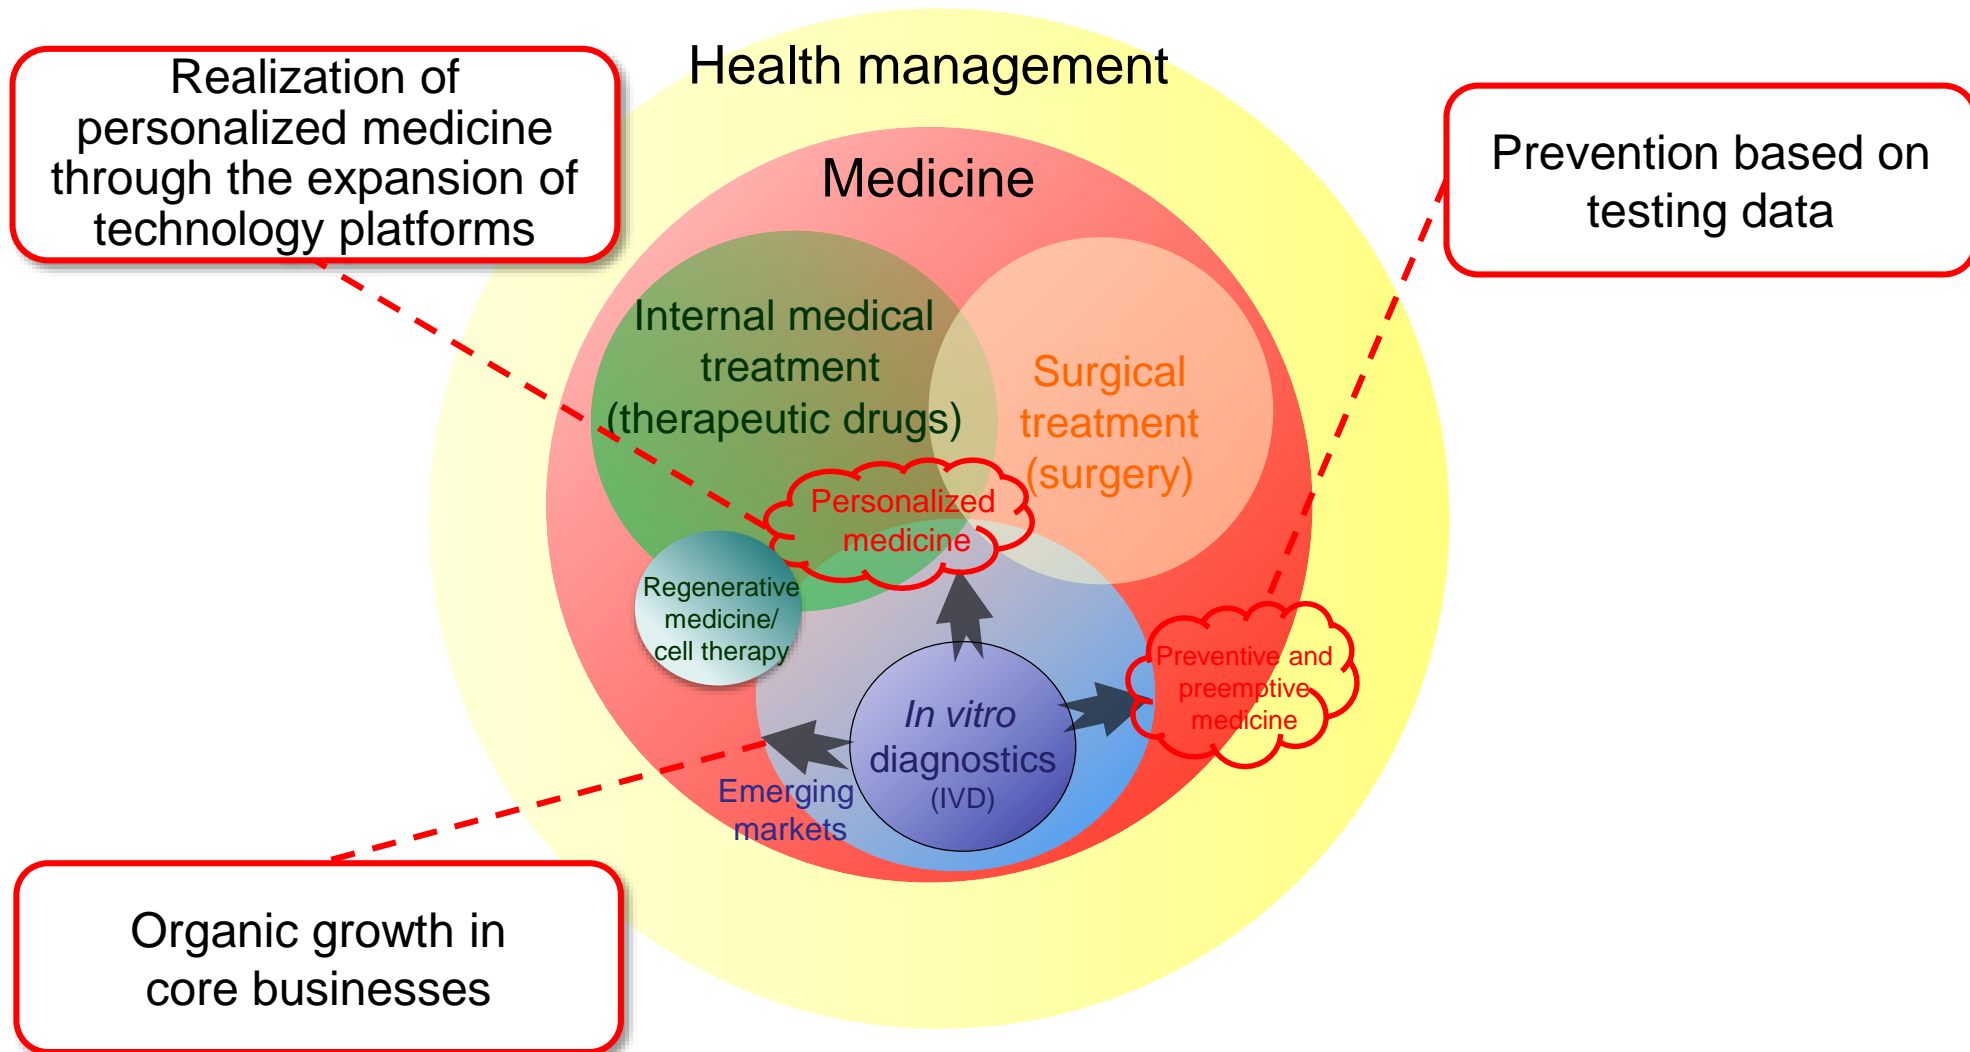 Realization of
personalized medicine
through the expansion of
technology platforms
Health management
Prevention based on
testing data
Medicine
Internal medical
treatment
(therapeutic drugs)
Surgical
treatment
(surgery)
Personalized
medicine
Regenerative
medicine/
cell therapy
Preventive and
preemptive
medicine
In vitro
diagnostics
(IVD)
Emerging
markets
Organic growth in
core businesses